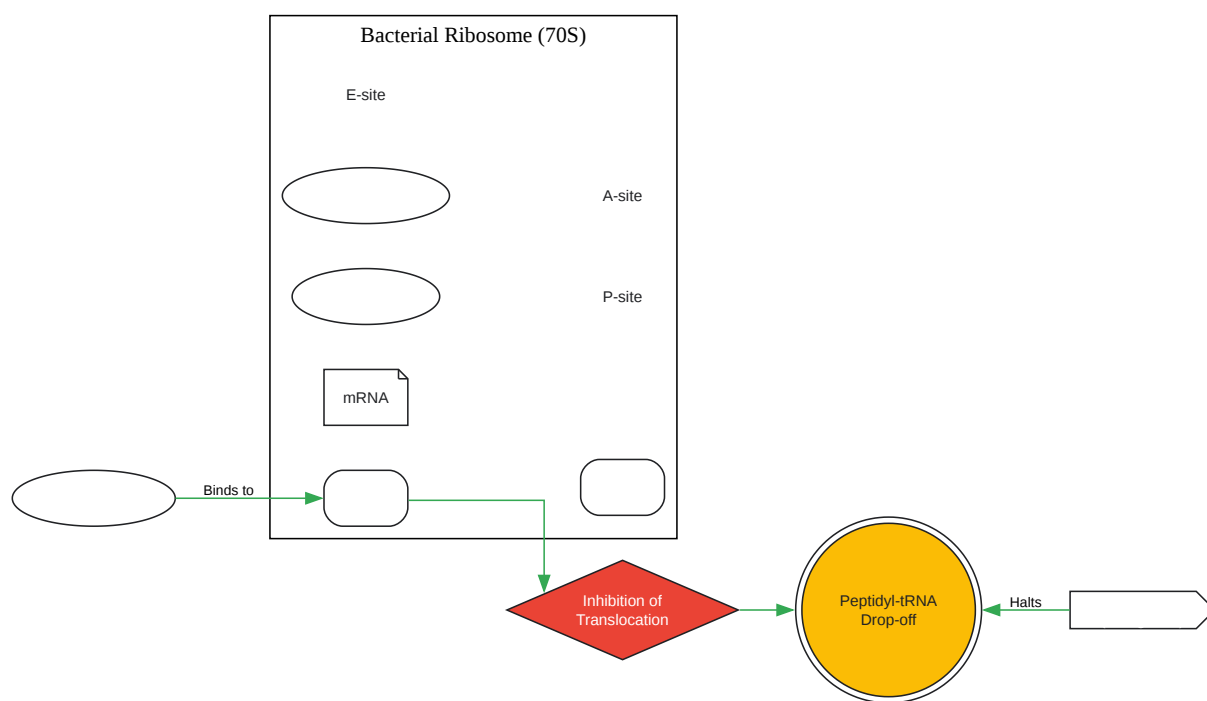 Bacterial Ribosome (70S)
E-site
A-site
P-site
mRNA
Binds to
Inhibition of
Translocation
Peptidyl-tRNA
Drop-off
Halts